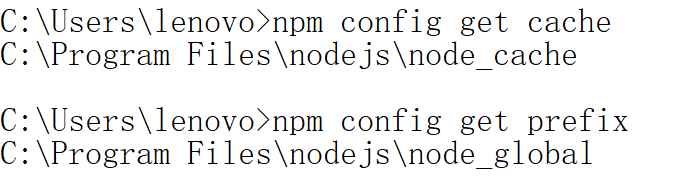 C:\Users\lenovo>npm config get cache
C:\Program Files\nodejs\node_cache
C:\Users\lenovo>npm config get prefix
C:\Program Files\nodejs\node_global